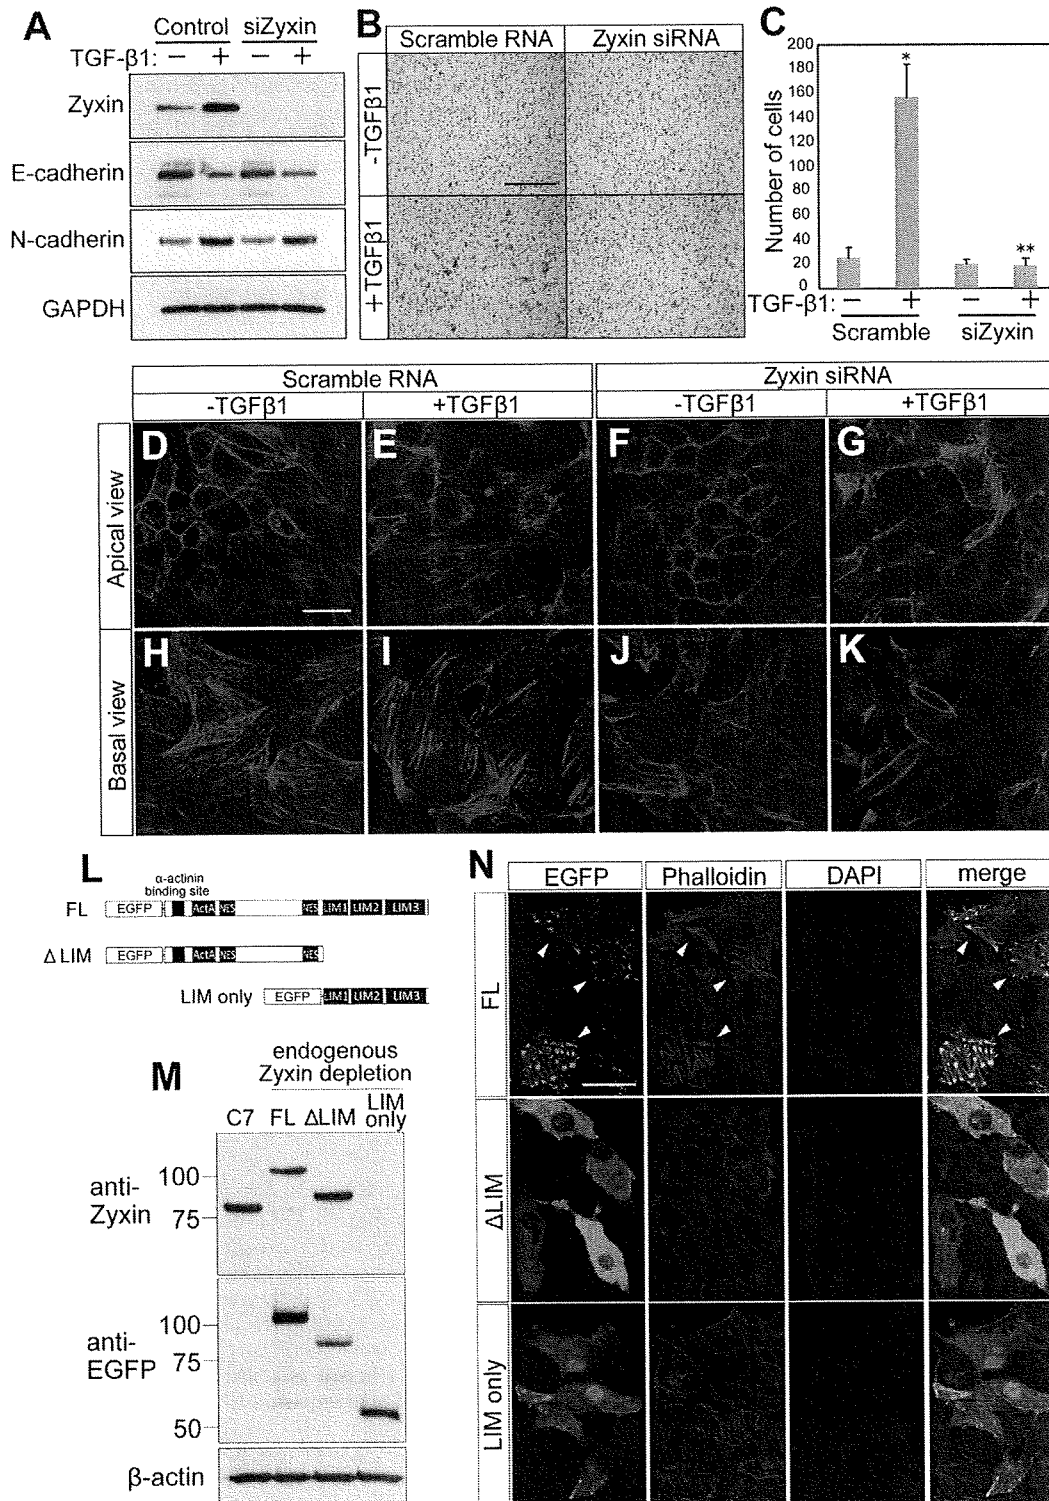 A
Control siZyxin
TGF-β1: − + − +
Zyxin
E-cadherin
N-cadherin
GAPDH
B
Scramble RNA Zyxin siRNA
-TGFβ1
+TGFβ1
C
Number of cells
200
180
160
140
120
100
80
60
40
20
0
*
**
TGF-β1: − + − +
Scramble siZyxin
Scramble RNA Zyxin siRNA
-TGFβ1 +TGFβ1 -TGFβ1 +TGFβ1
Apical view
D E F G
Basal view
H I J K
L
α-actinin
binding site
FL EGFP ActA NES NES LIM1 LIM2 LIM3
Δ LIM EGFP ActA NES NES
LIM only EGFP LIM1 LIM2 LIM3
M
endogenous
Zyxin depletion
C7 FL ΔLIM LIM only
anti-Zyxin
100
75
anti-EGFP
100
75
50
β-actin
N
EGFP Phalloidin DAPI merge
FL
ΔLIM
LIM only